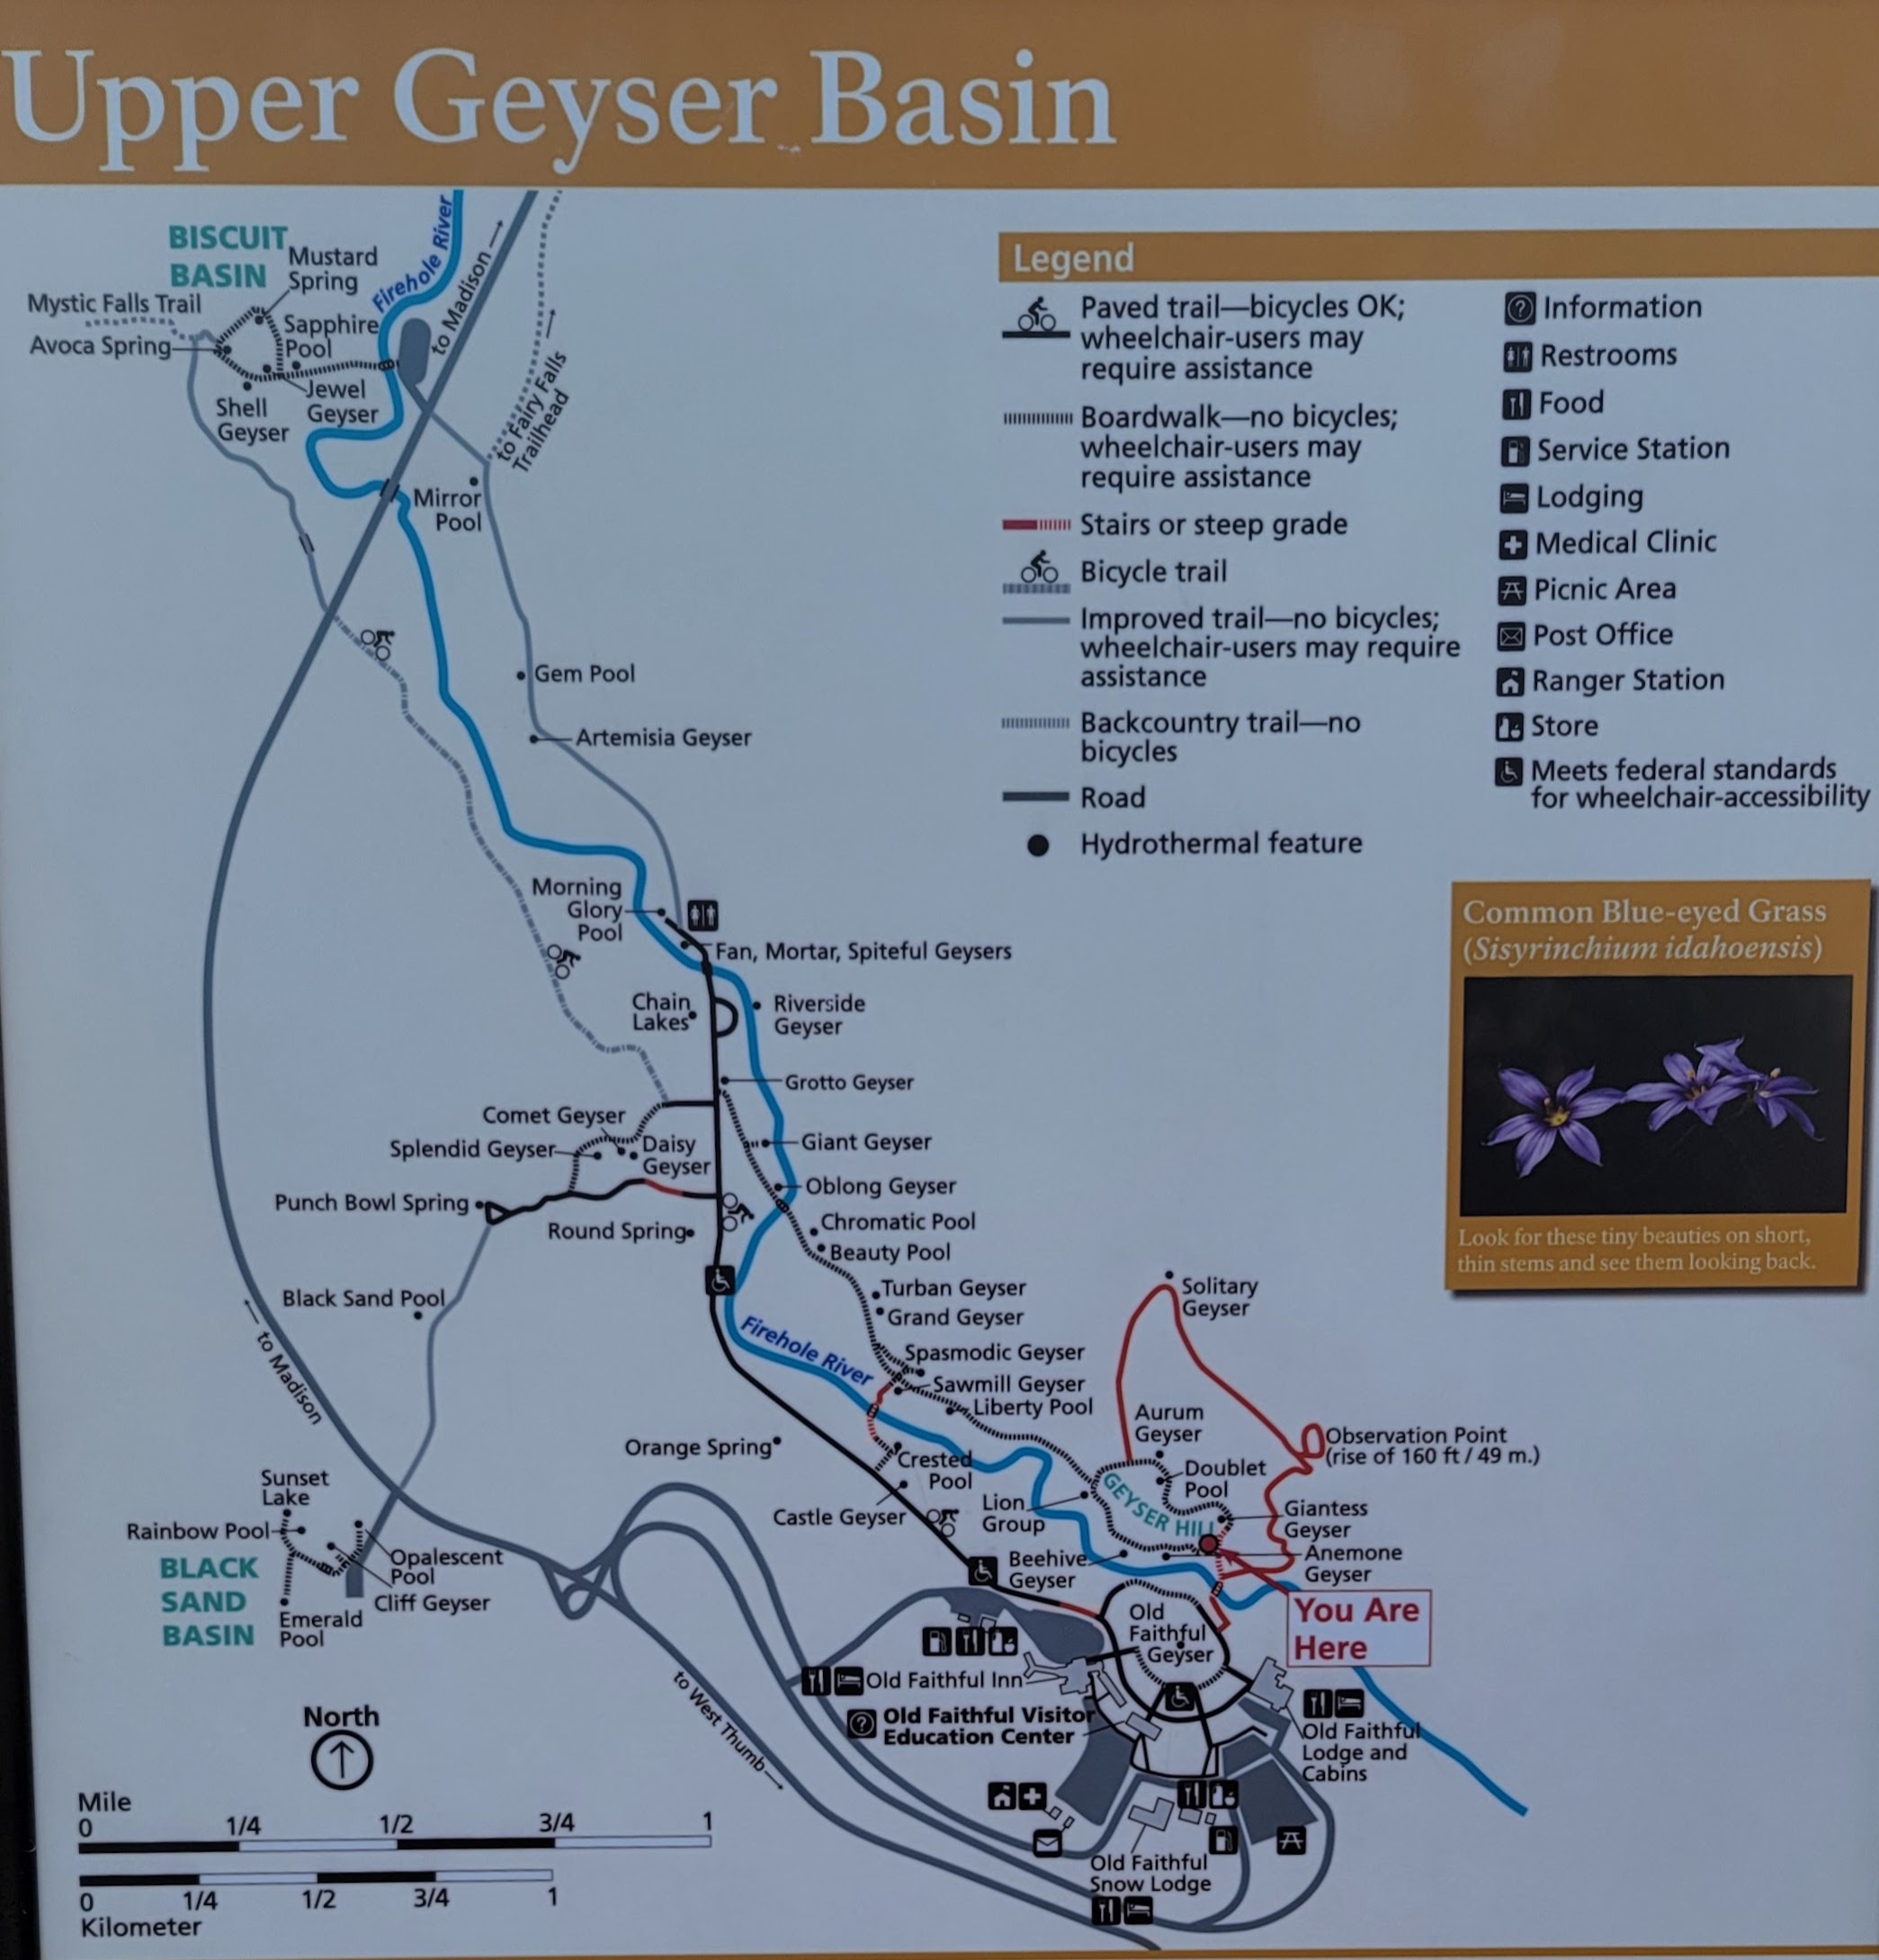 Upper Geyser Basin
BISCUIT
BASIN
Mustard
Spring
Mystic Falls Trail
Avoca Spring
Sapphire
Pool
Jewel
Geyser
Shell
Geyser
Firehole River
to Madison
to Fairy Falls
Trailhead
Mirror
Pool
Gem Pool
Artemisia Geyser
Morning
Glory
Pool
Fan, Mortar, Spiteful Geysers
Chain
Lakes
Riverside
Geyser
Grotto Geyser
Comet Geyser
Splendid Geyser
Daisy
Geyser
Giant Geyser
Punch Bowl Spring
Oblong Geyser
Round Spring
Chromatic Pool
Beauty Pool
Black Sand Pool
Turban Geyser
Grand Geyser
Solitary
Geyser
to Madison
Firehole River
Spasmodic Geyser
Sawmill Geyser
Liberty Pool
Aurum
Geyser
Observation Point
(rise of 160 ft / 49 m.)
Orange Spring
Crested
Pool
Doublet
Pool
GEYSER HILL
Castle Geyser
Lion
Group
Giantess
Geyser
Sunset
Lake
Rainbow Pool
BLACK
SAND
BASIN
Opalescent
Pool
Cliff Geyser
Emerald
Pool
Beehive
Geyser
Anemone
Geyser
You Are
Here
Old
Faithful
Geyser
Old Faithful Inn
Old Faithful Visitor
Education Center
Old Faithful
Lodge and
Cabins
to West Thumb
Old Faithful
Snow Lodge
North
Mile
0 1/4 1/2 3/4 1
0 1/4 1/2 3/4 1
Kilometer
Legend
Paved trail—bicycles OK;
wheelchair-users may
require assistance
Boardwalk—no bicycles;
wheelchair-users may
require assistance
Stairs or steep grade
Bicycle trail
Improved trail—no bicycles;
wheelchair-users may require
assistance
Backcountry trail—no
bicycles
Road
Hydrothermal feature
? Information
Restrooms
Food
Service Station
Lodging
Medical Clinic
Picnic Area
Post Office
Ranger Station
Store
Meets federal standards
for wheelchair-accessibility
Common Blue-eyed Grass
(Sisyrinchium idahoensis)
Look for these tiny beauties on short,
thin stems and see them looking back.